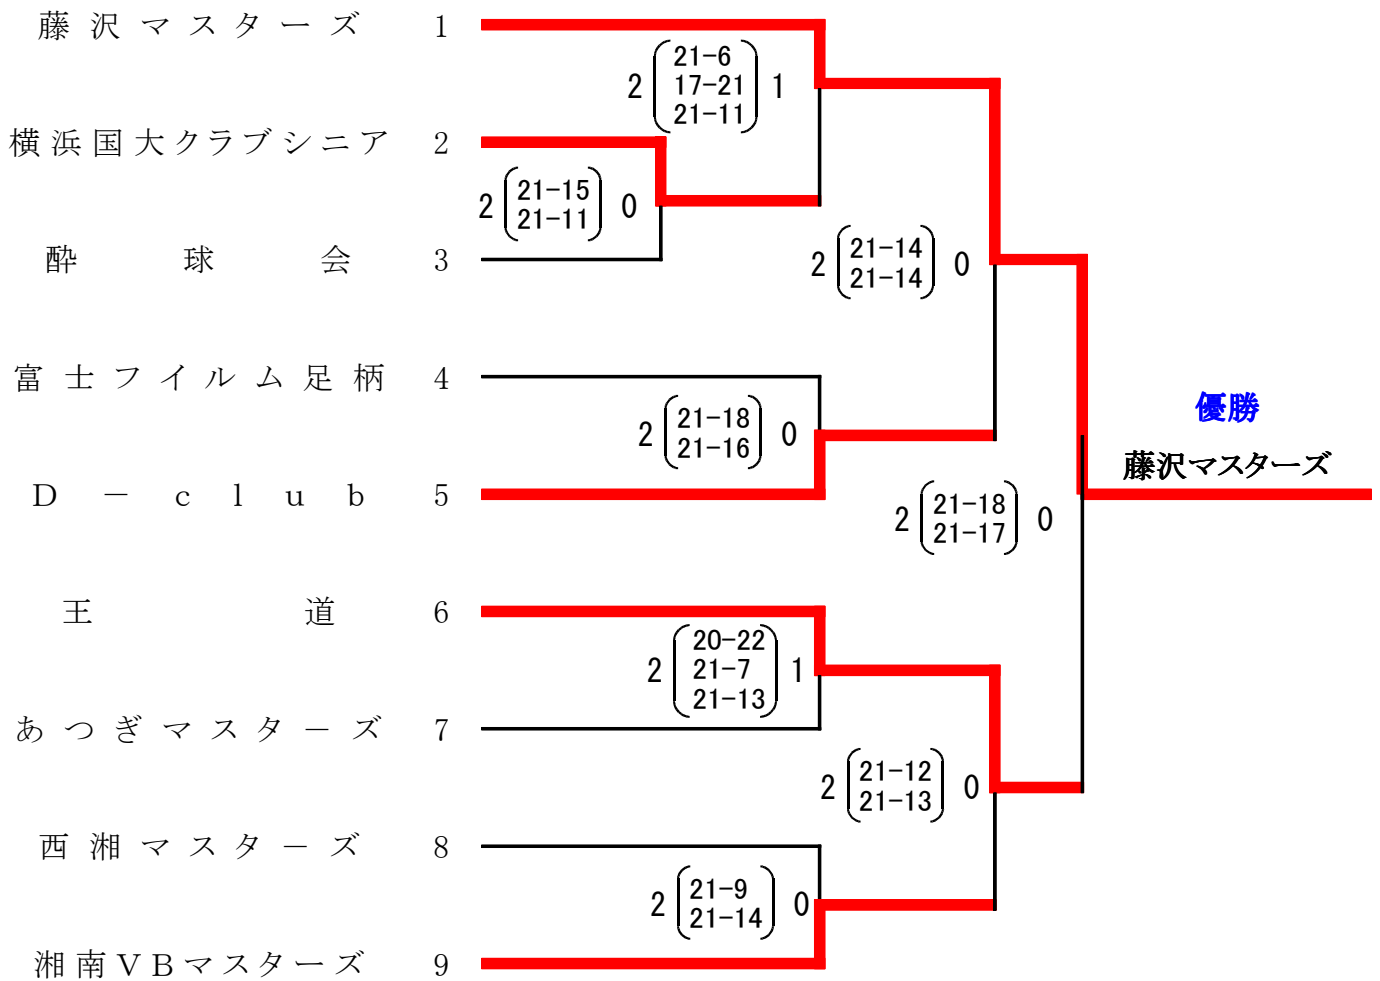 藤沢マスターズ 1
2 21-6 1
17-21
21-11
横浜国大クラブシニア 2
2 21-15 0
21-11
酔球会 3
2 21-14 0
21-14
富士フイルム足柄 4
優勝
2 21-18 0
21-16
藤沢マスターズ
D－club 5
2 21-18 0
21-17
王道 6
2 20-22 1
21-7
21-13
あつぎマスターズ 7
2 21-12 0
21-13
西湘マスターズ 8
2 21-9 0
21-14
湘南VBマスターズ 9